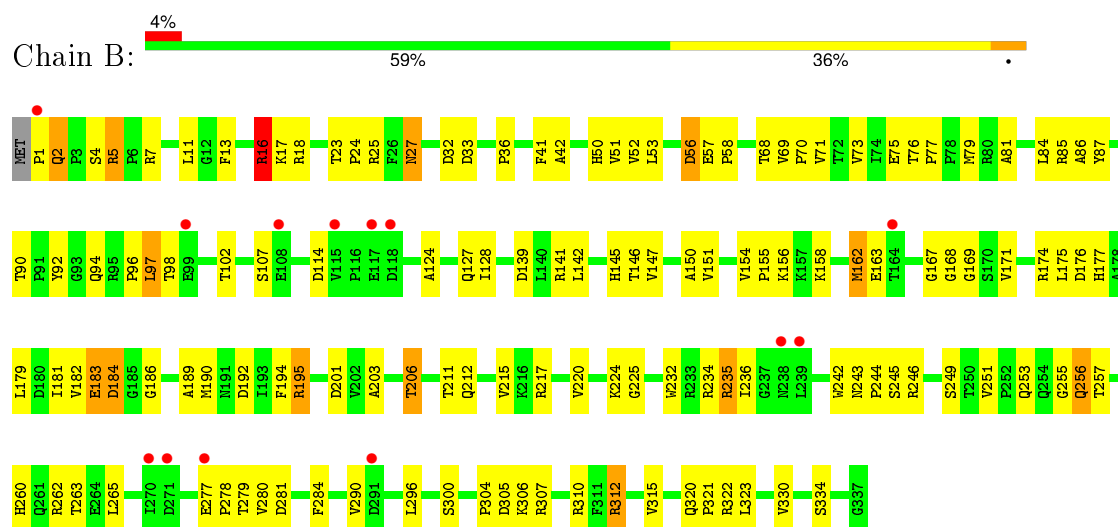 4%
Chain B:
59% 36% •
MET P1 Q2 P3 S4 R5 P6 R7 L11 G12 F13 R16 K17 R18 T23 P24 R25 F26 N27 D32 D33 P36 F41 A42 H50 V51 V52 L53 D56 E57 P58 T68 V69 P70 V71 T72 V73 I74 E75 T76 P77 P78 M79 R80 A81 L84 R85 A86 Y87
T90 P91 Y92 G93 Q94 R95 P96 L97 T98 E99 T102 S107 E108 D114 V115 P116 E117 D118 A124 Q127 I128 D139 L140 R141 L142 H145 T146 V147 A150 V151 V154 P155 K156 K157 K158 M162 E163 T164 G167 G168 G169 S170 V171 R174 L175 D176 H177 A178
L179 D180 I181 V182 E183 D184 G185 G186 A189 M190 N191 D192 I193 F194 R195 D201 V202 A203 T206 T211 Q212 V215 K216 R217 V220 K224 G225 W232 R233 R234 R235 I236 G237 N238 L239 W242 N243 P244 S245 R246 S249 T250 V251 P252 Q253 Q254 G255 Q256 T257
H260 Q261 R262 T263 E264 L265 I270 D271 E277 P278 T279 V280 D281 F284 V290 D291 L296 S300 P304 D305 K306 R307 R310 F311 R312 V315 Q320 P321 R322 L323 V330 S334 G337